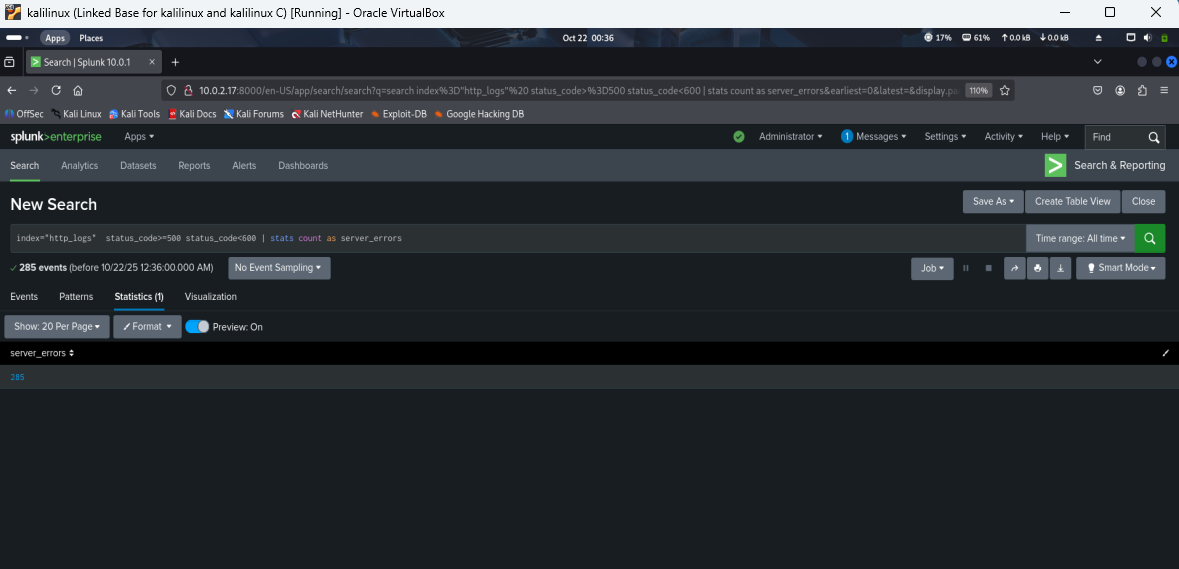 kalilinux (Linked Base for kalilinux and kalilinux C) [Running] - Oracle VirtualBox
Apps Places Oct 22 00:36 17% 61% 0.0 kB 0.0 kB
Search | Splunk 10.0.1
10.0.2.17:8000/en-US/app/search/search?q=search index%3D"http_logs"%20 status_code>%3D500 status_code<600 | stats count as server_errors&earliest=0&latest=&display.pa 110%
OffSec Kali Linux Kali Tools Kali Docs Kali Forums Kali NetHunter Exploit-DB Google Hacking DB
splunk>enterprise Apps Administrator 1 Messages Settings Activity Help Find
Search Analytics Datasets Reports Alerts Dashboards Search & Reporting
New Search Save As Create Table View Close
index="http_logs" status_code>=500 status_code<600 | stats count as server_errors Time range: All time
285 events (before 10/22/25 12:36:00.000 AM) No Event Sampling Job Smart Mode
Events Patterns Statistics (1) Visualization
Show: 20 Per Page Format Preview: On
server_errors
285